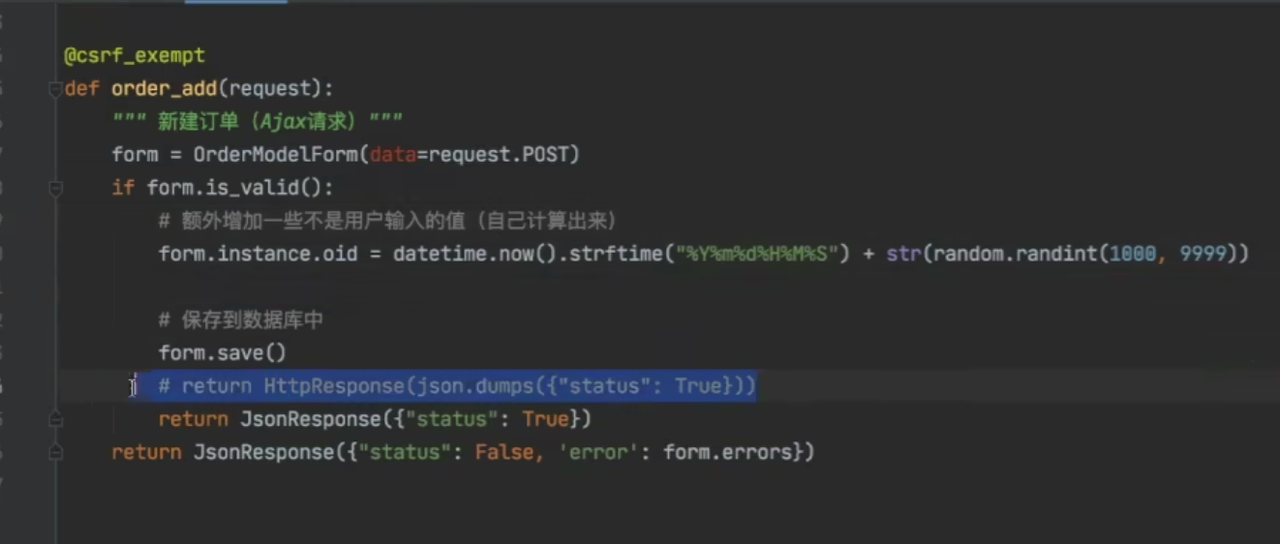 @csrf_exempt
def order_add(request):
""" 新建订单（Ajax请求）"""
form = OrderModelForm(data=request.POST)
if form.is_valid():
# 额外增加一些不是用户输入的值（自己计算出来）
form.instance.oid = datetime.now().strftime("%Y%m%d%H%M%S") + str(random.randint(1000, 9999))
# 保存到数据库中
form.save()
# return HttpResponse(json.dumps({"status": True}))
return JsonResponse({"status": True})
return JsonResponse({"status": False, 'error': form.errors})